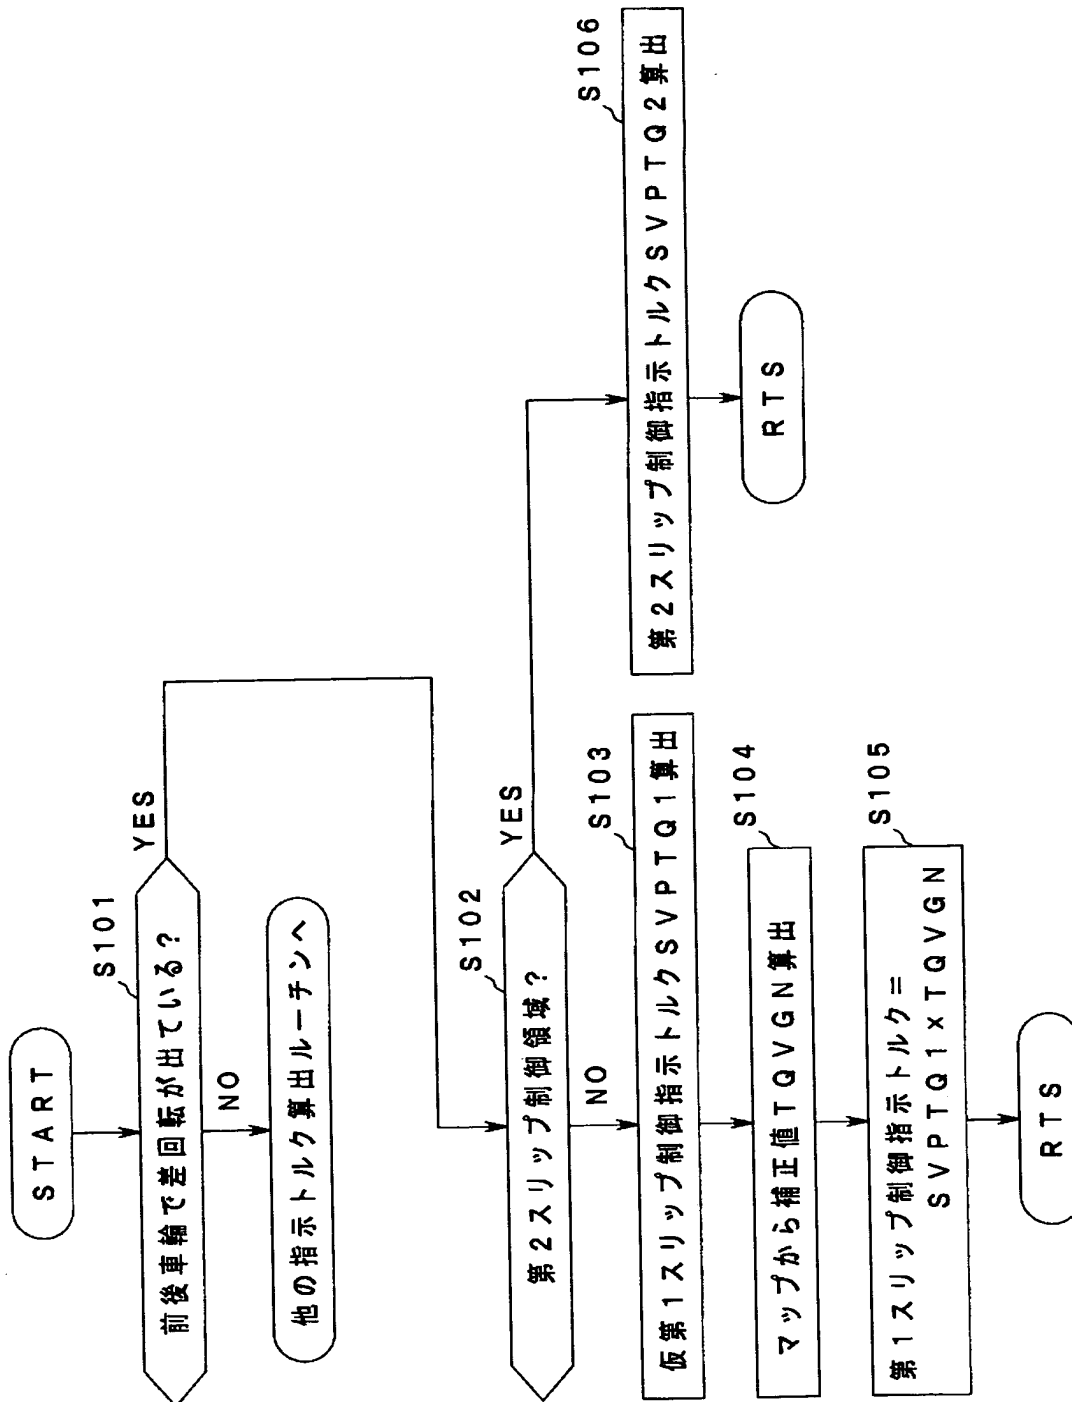 START
S101
前後車輪で差回転が出ている?
YES
NO
他の指示トルク算出ルーチンへ
S102
第2スリップ制御領域?
YES
NO
S103
仮第1スリップ制御指示トルクSVPTQ1算出
S104
マップから補正値TQVGN算出
S105
第1スリップ制御指示トルク=
SVPTQ1×TQVGN
RTS
S106
第2スリップ制御指示トルクSVPTQ2算出
RTS